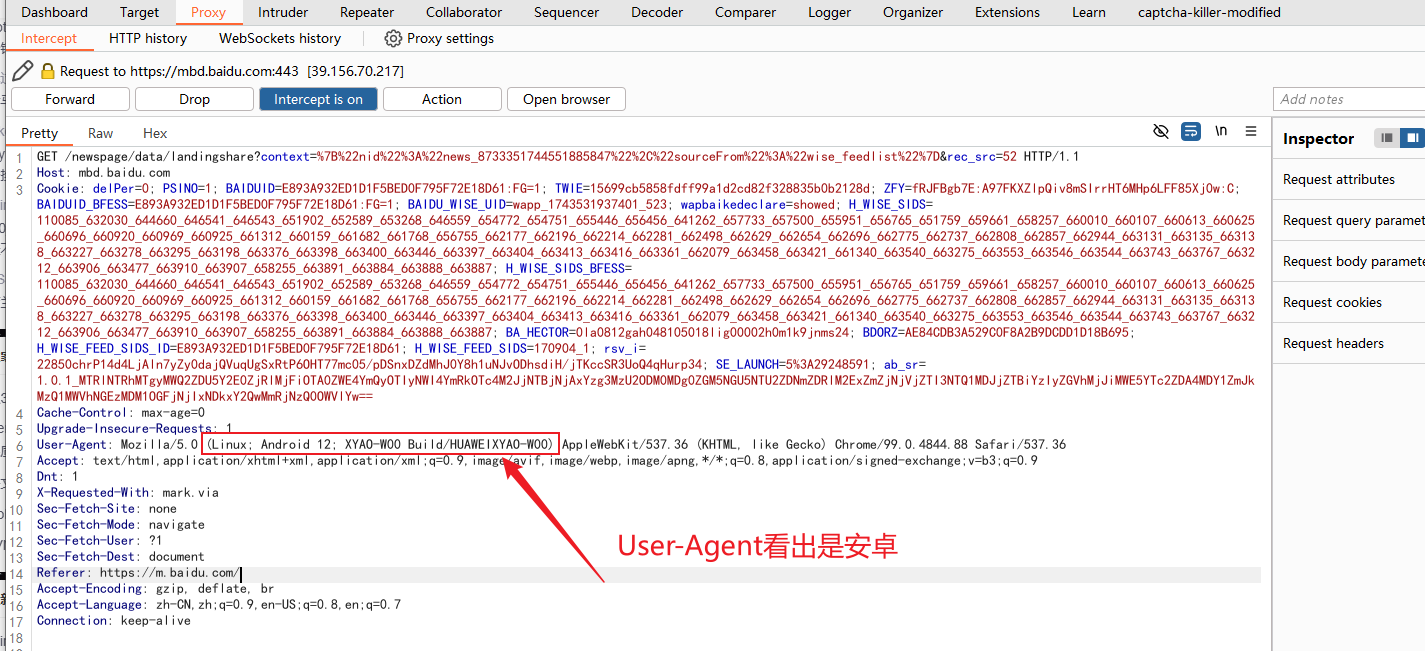 Dashboard Target Proxy Intruder Repeater Collaborator Sequencer Decoder Comparer Logger Organizer Extensions Learn captcha-killer-modified
Intercept HTTP history WebSockets history Proxy settings
Request to https://mbd.baidu.com:443 [39.156.70.217]
Forward Drop Intercept is on Action Open browser Add notes
Pretty Raw Hex \n Inspector
1 GET /newspage/data/landingshare?context=%7B%22nid%22%3A%22news_8733351744551885847%22%2C%22sourceFrom%22%3A%22wise_feedlist%22%7D&rec_src=52 HTTP/1.1
2 Host: mbd.baidu.com
3 Cookie: delPer=0; PSINO=1; BAIDUID=E893A932ED1D1F5BED0F795F72E18D61:FG=1; TWIE=15699cb5858fdff99a1d2cd82f328835b0b2128d; ZFY=fRJFBgb7E:A97FKXZlpQiv8mSIrrHT6MHp6LFF85XjOw:C;
BAIDUID_BFESS=E893A932ED1D1F5BED0F795F72E18D61:FG=1; BAIDU_WISE_UID=wapp_1743531937401_523; wapbaikedeclare=showed; H_WISE_SIDS=
110085_632030_644660_646541_646543_651902_652589_653268_646559_654772_654751_655446_656456_641262_657733_657500_655951_656765_651759_659661_658257_660010_660107_660613_660625
_660696_660920_660969_660925_661312_660159_661682_661768_656755_662177_662196_662214_662281_662498_662629_662654_662696_662775_662737_662808_662857_662944_663131_663135_66313
8_663227_663278_663295_663198_663376_663398_663400_663446_663397_663404_663413_663416_663361_662079_663458_663421_661340_663540_663275_663553_663546_663544_663743_663767_6632
12_663906_663477_663910_663907_658255_663891_663884_663888_663887; H_WISE_SIDS_BFESS=
110085_632030_644660_646541_646543_651902_652589_653268_646559_654772_654751_655446_656456_641262_657733_657500_655951_656765_651759_659661_658257_660010_660107_660613_660625
_660696_660920_660969_660925_661312_660159_661682_661768_656755_662177_662196_662214_662281_662498_662629_662654_662696_662775_662737_662808_662857_662944_663131_663135_66313
8_663227_663278_663295_663198_663376_663398_663400_663446_663397_663404_663413_663416_663361_662079_663458_663421_661340_663540_663275_663553_663546_663544_663743_663767_6632
12_663906_663477_663910_663907_658255_663891_663884_663888_663887; BA_HECTOR=0la0812gah048105018lig00002h0m1k9jnms24; BDORZ=AE84CDB3A529C0F8A2B9DCDD1D18B695;
H_WISE_FEED_SIDS_ID=E893A932ED1D1F5BED0F795F72E18D61; H_WISE_FEED_SIDS=170904_1; rsv_i=
22850chrP14d4LjAln7yZy0dajQVuqUgSxRtP60HT77mc05/pDSnxDZdMhJOY8h1uNJvODhsdiH/jTKccSR3UoQ4qHurp34; SE_LAUNCH=5%3A29248591; ab_sr=
4 Cache-Control: max-age=0
5 Upgrade-Insecure-Requests: 1
6 User-Agent: Mozilla/5.0 (Linux; Android 12; XYAO-W00 Build/HUAWEIXYAO-W00) AppleWebKit/537.36 (KHTML, like Gecko) Chrome/99.0.4844.88 Safari/537.36
7 Accept: text/html,application/xhtml+xml,application/xml;q=0.9,image/avif,image/webp,image/apng,*/*;q=0.8,application/signed-exchange;v=b3;q=0.9
8 Dnt: 1
9 X-Requested-With: mark.via
10 Sec-Fetch-Site: none
11 Sec-Fetch-Mode: navigate
12 Sec-Fetch-User: ?1
13 Sec-Fetch-Dest: document
14 Referer: https://m.baidu.com/
15 Accept-Encoding: gzip, deflate, br
16 Accept-Language: zh-CN,zh;q=0.9,en-US;q=0.8,en;q=0.7
17 Connection: keep-alive
18
User-Agent看出是安卓
Request attributes
Request query paramet
Request body paramete
Request cookies
Request headers